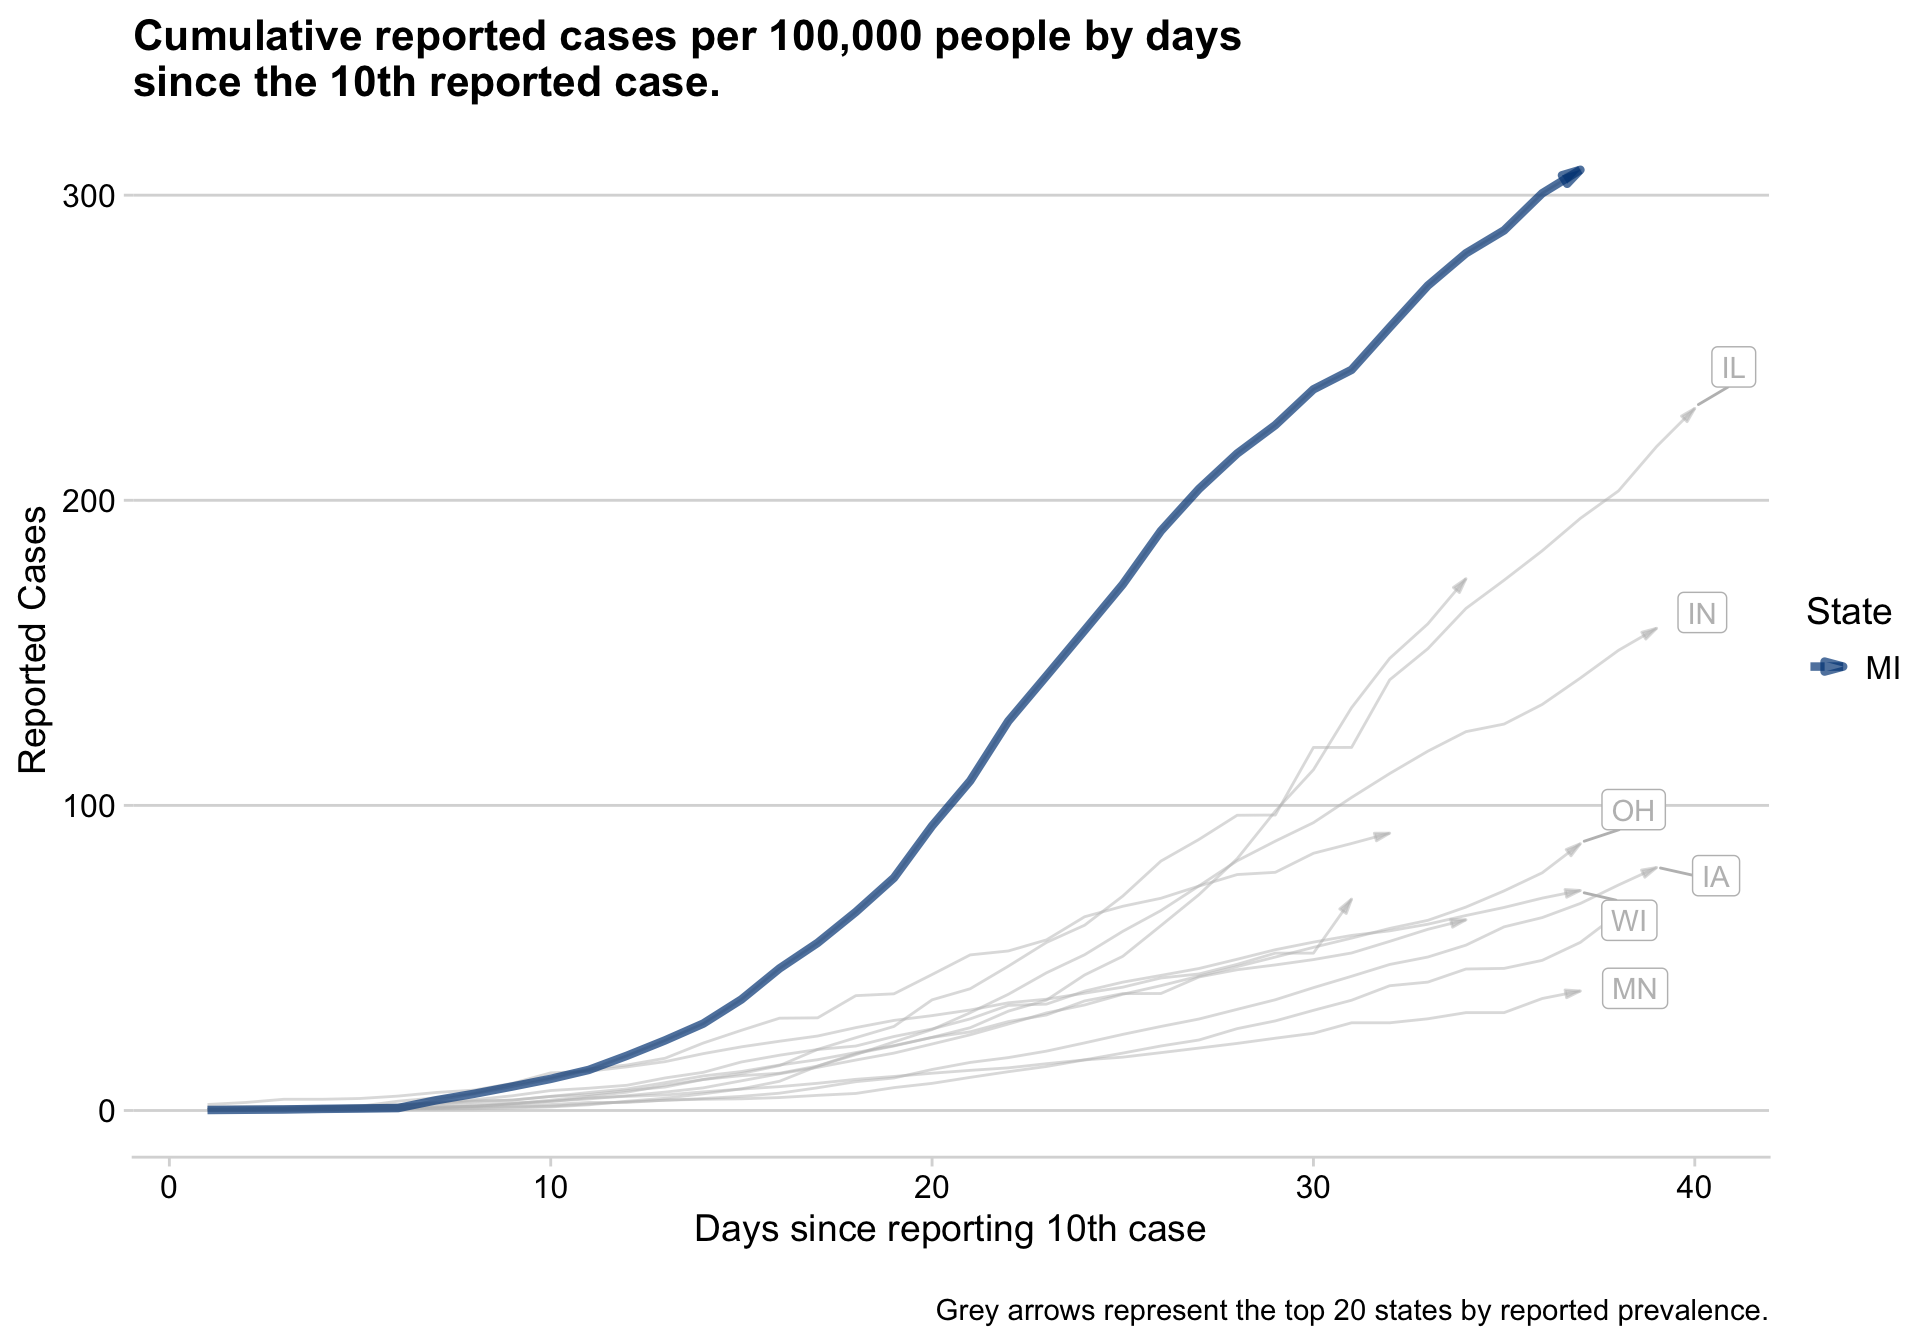 Cumulative reported cases per 100,000 people by days
since the 10th reported case.
300
200
100
0
Reported Cases
IL
IN
OH
IA
WI
MN
State
MI
0 10 20 30 40
Days since reporting 10th case
Grey arrows represent the top 20 states by reported prevalence.